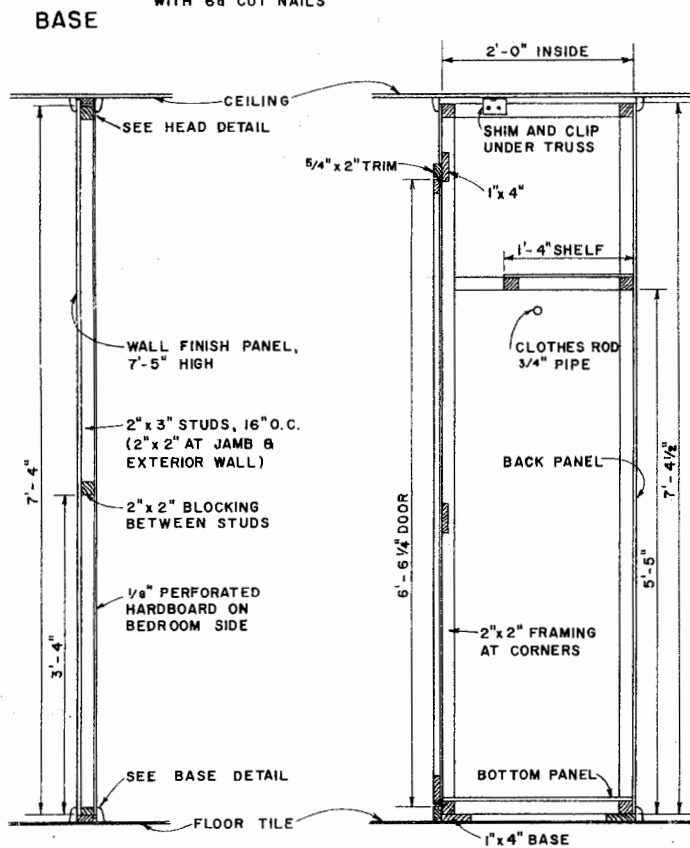 WITH 6d CUT NAILS
BASE
2'-0" INSIDE
CEILING
SEE HEAD DETAIL
SHIM AND CLIP
UNDER TRUSS
5/4" x 2" TRIM
1" x 4"
1'-4" SHELF
WALL FINISH PANEL,
7'-5" HIGH
CLOTHES ROD
3/4" PIPE
2" x 3" STUDS, 16" O.C.
(2" x 2" AT JAMB &
EXTERIOR WALL)
BACK PANEL
7'-4"
7'-4 1/2"
2" x 2" BLOCKING
BETWEEN STUDS
6'-6 1/4" DOOR
5'-5"
1/8" PERFORATED
HARDBOARD ON
BEDROOM SIDE
3'-4"
2" x 2" FRAMING
AT CORNERS
SEE BASE DETAIL
BOTTOM PANEL
FLOOR TILE
1" x 4" BASE